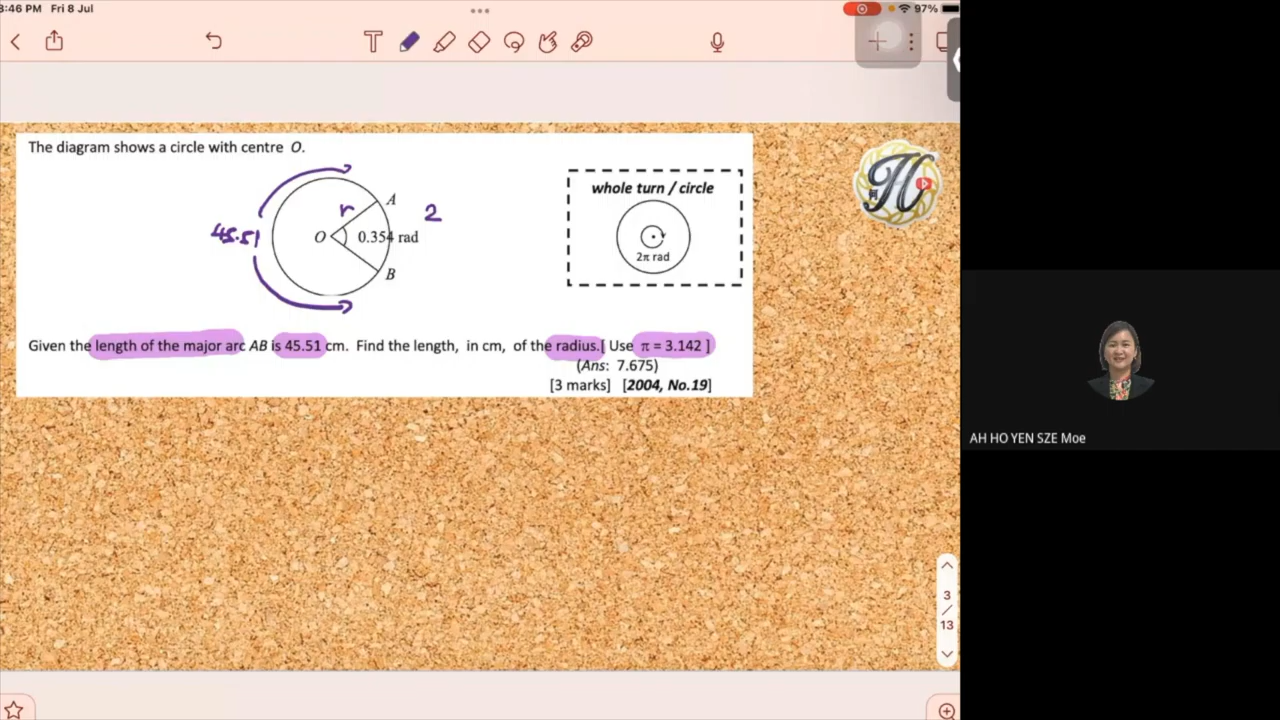 3:46 PM Fri 8 Jul
97%
The diagram shows a circle with centre O.
whole turn / circle
A
r
2
45.51
O
0.354 rad
2π rad
B
Given the length of the major arc AB is 45.51 cm. Find the length, in cm, of the radius.[ Use π = 3.142 ]
(Ans: 7.675)
[3 marks] [2004, No.19]
AH HO YEN SZE Moe
3
/
13